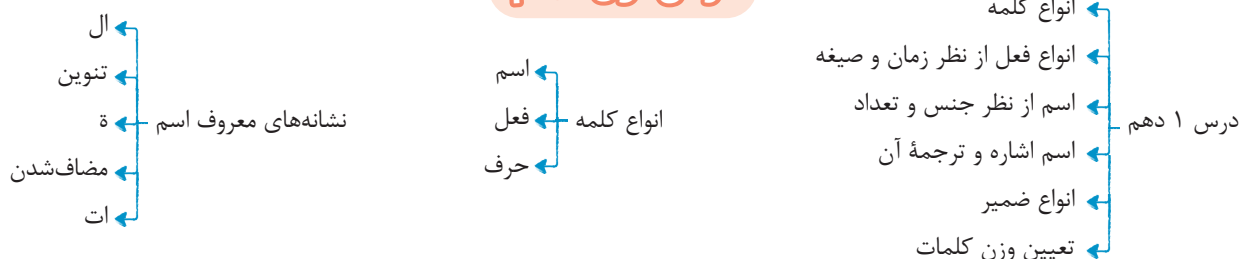 درس ۱ دهم
انواع کلمه
انواع فعل از نظر زمان و صیغه
اسم از نظر جنس و تعداد
اسم اشاره و ترجمهٔ آن
انواع ضمیر
تعیین وزن کلمات
انواع کلمه
اسم
فعل
حرف
نشانه‌های معروف اسم
ال
تنوین
ة
مضاف‌شدن
ات